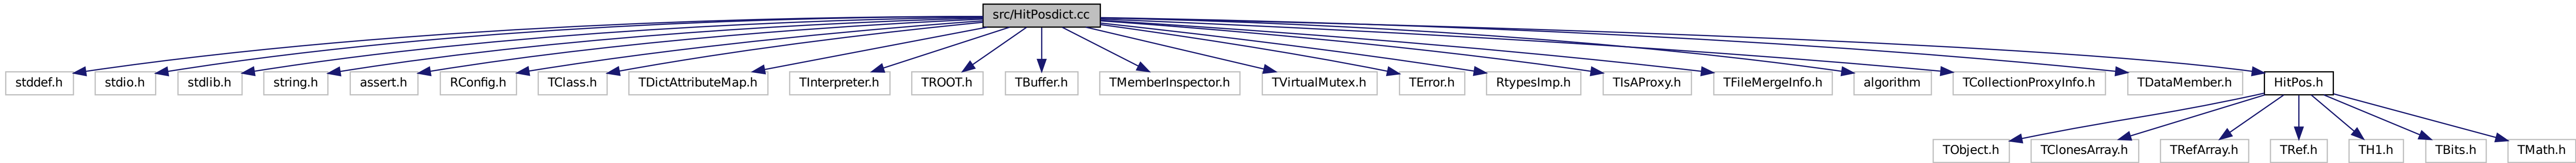 src/HitPosdict.cc
stddef.h
stdio.h
stdlib.h
string.h
assert.h
RConfig.h
TClass.h
TDictAttributeMap.h
TInterpreter.h
TROOT.h
TBuffer.h
TMemberInspector.h
TVirtualMutex.h
TError.h
RtypesImp.h
TIsAProxy.h
TFileMergeInfo.h
algorithm
TCollectionProxyInfo.h
TDataMember.h
HitPos.h
TObject.h
TClonesArray.h
TRefArray.h
TRef.h
TH1.h
TBits.h
TMath.h